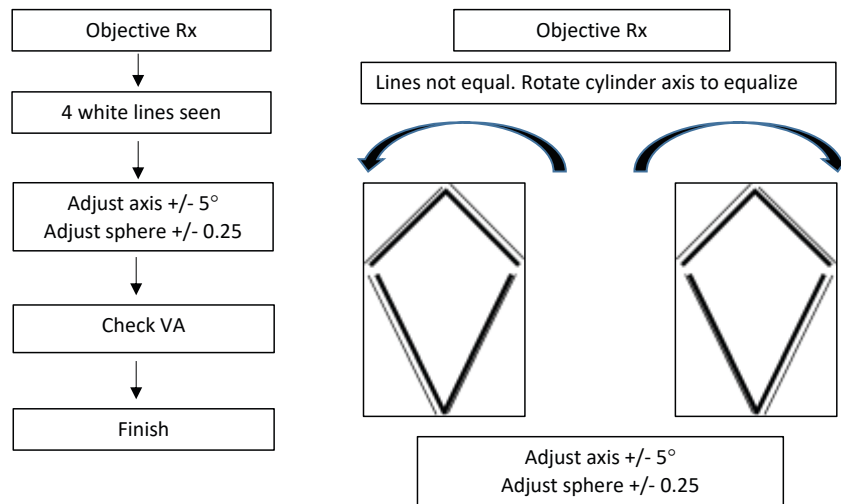 Objective Rx
4 white lines seen
Adjust axis +/- 5°
Adjust sphere +/- 0.25
Check VA
Finish
Objective Rx
Lines not equal. Rotate cylinder axis to equalize
Adjust axis +/- 5°
Adjust sphere +/- 0.25